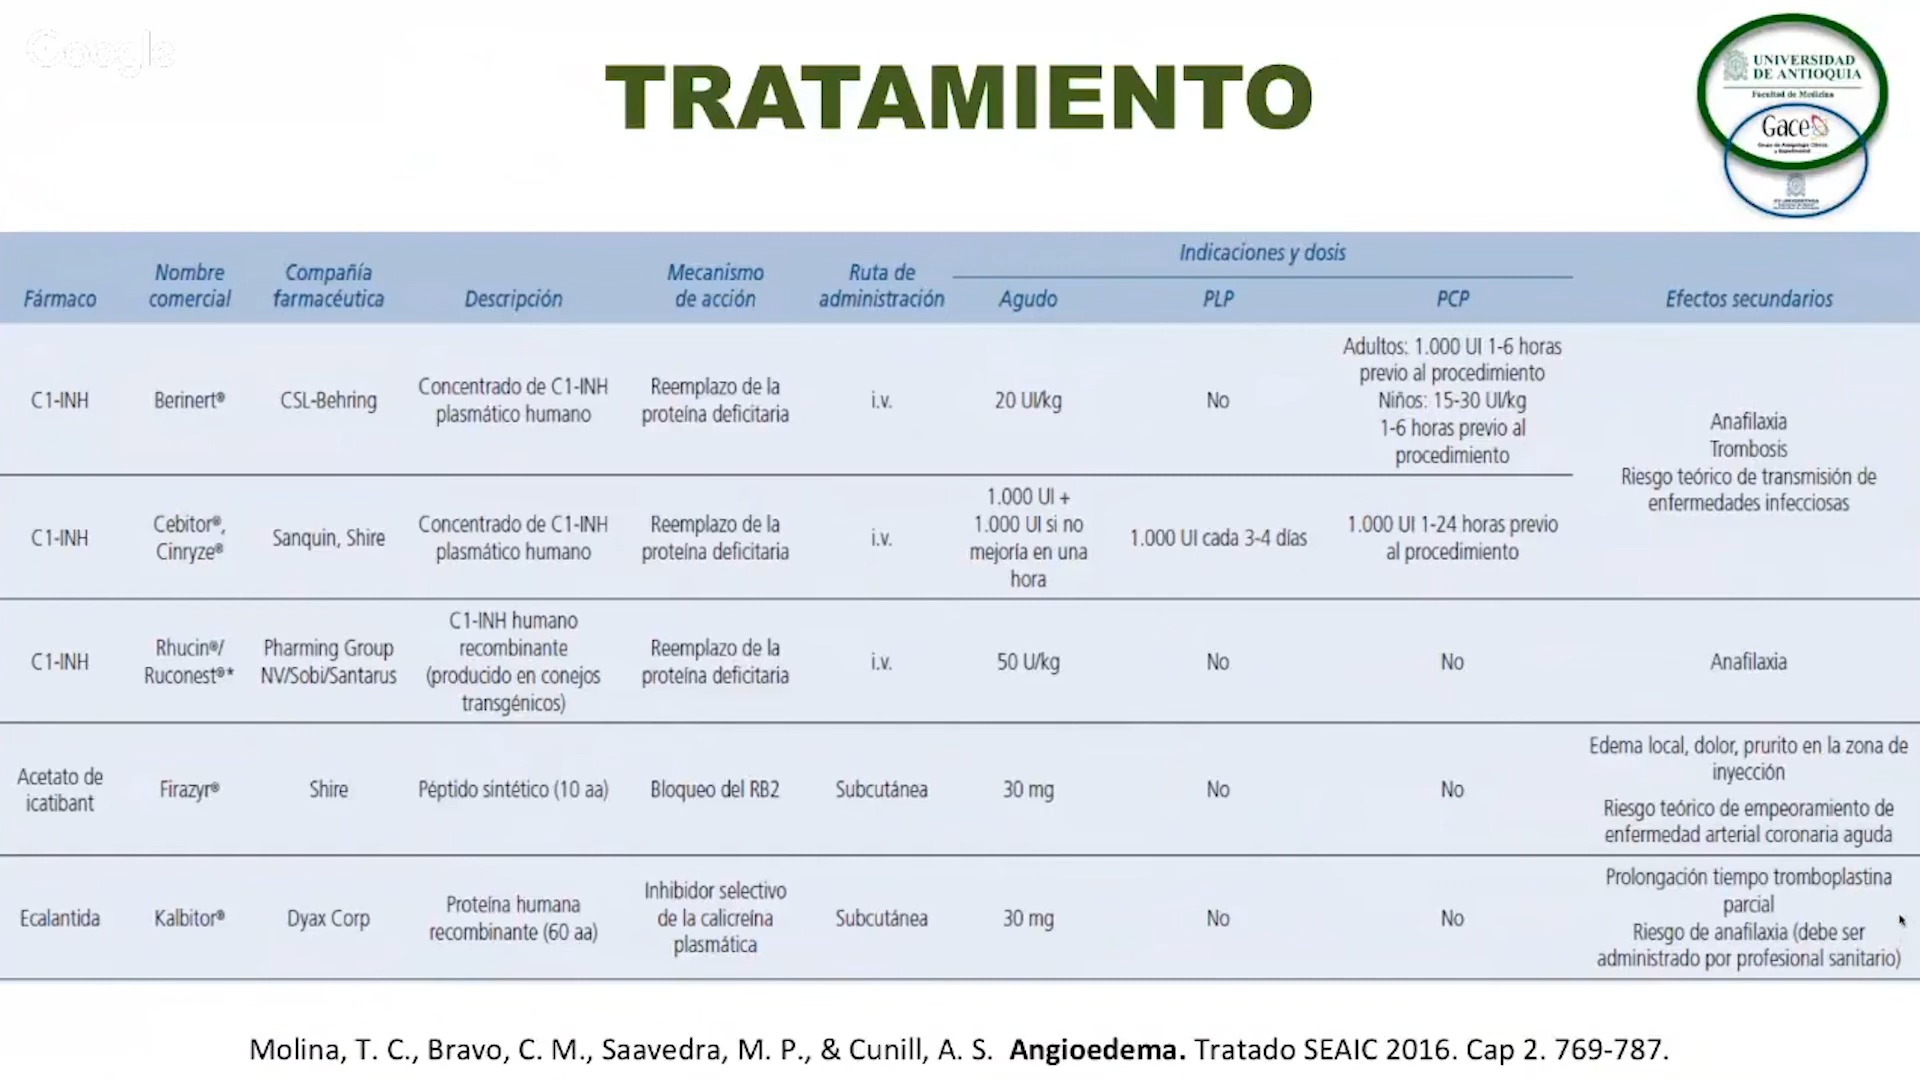 Google
TRATAMIENTO
UNIVERSIDAD
DE ANTIOQUIA
Facultad de Medicina
Gace
Fármaco
Nombre
comercial
Compañía
farmacéutica
Descripción
Mecanismo
de acción
Ruta de
administración
Indicaciones y dosis
Agudo
PLP
PCP
Efectos secundarios
C1-INH
Berinert®
CSL-Behring
Concentrado de C1-INH
plasmático humano
Reemplazo de la
proteína deficitaria
i.v.
20 UI/kg
No
Adultos: 1.000 UI 1-6 horas
previo al procedimiento
Niños: 15-30 UI/kg
1-6 horas previo al
procedimiento
Anafilaxia
Trombosis
Riesgo teórico de transmisión de
enfermedades infecciosas
C1-INH
Cebitor®,
Cinryze®
Sanquin, Shire
Concentrado de C1-INH
plasmático humano
Reemplazo de la
proteína deficitaria
i.v.
1.000 UI +
1.000 UI si no
mejoría en una
hora
1.000 UI cada 3-4 días
1.000 UI 1-24 horas previo
al procedimiento
C1-INH
Rhucin®/
Ruconest®*
Pharming Group
NV/Sobi/Santarus
C1-INH humano
recombinante
(producido en conejos
transgénicos)
Reemplazo de la
proteína deficitaria
i.v.
50 U/kg
No
No
Anafilaxia
Acetato de
icatibant
Firazyr®
Shire
Péptido sintético (10 aa)
Bloqueo del RB2
Subcutánea
30 mg
No
No
Edema local, dolor, prurito en la zona de
inyección
Riesgo teórico de empeoramiento de
enfermedad arterial coronaria aguda
Ecalantida
Kalbitor®
Dyax Corp
Proteína humana
recombinante (60 aa)
Inhibidor selectivo
de la calicreína
plasmática
Subcutánea
30 mg
No
No
Prolongación tiempo tromboplastina
parcial
Riesgo de anafilaxia (debe ser
administrado por profesional sanitario)
Molina, T. C., Bravo, C. M., Saavedra, M. P., & Cunill, A. S. Angioedema. Tratado SEAIC 2016. Cap 2. 769-787.